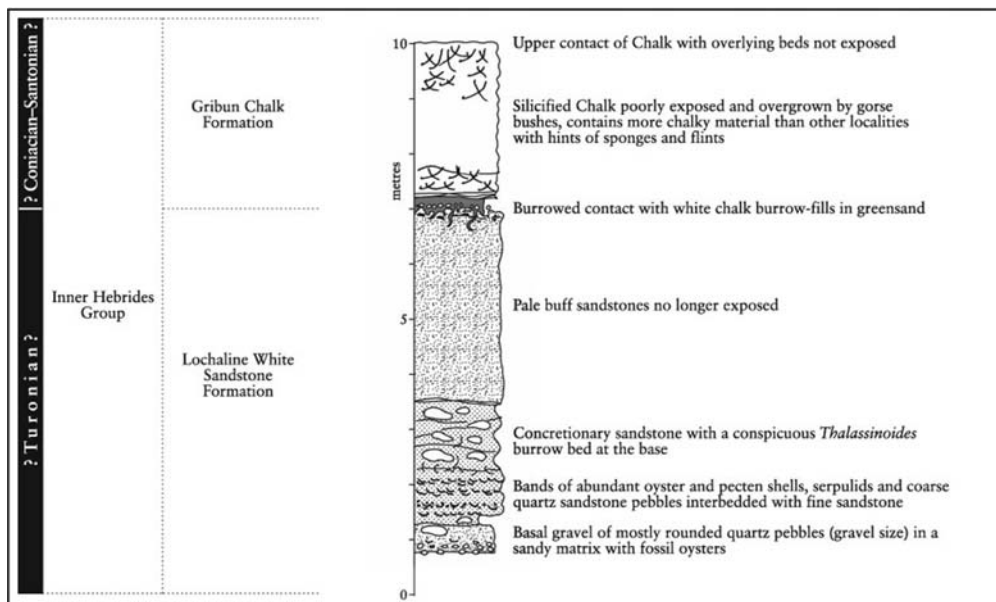 ? Coniacian–Santonian ?
? Turonian ?
Inner Hebrides
Group
Gribun Chalk
Formation
Lochaline White
Sandstone
Formation
metres
10
5
0
Upper contact of Chalk with overlying beds not exposed
Silicified Chalk poorly exposed and overgrown by gorse
bushes, contains more chalky material than other localities
with hints of sponges and flints
Burrowed contact with white chalk burrow-fills in greensand
Pale buff sandstones no longer exposed
Concretionary sandstone with a conspicuous Thalassinoides
burrow bed at the base
Bands of abundant oyster and pecten shells, serpulids and coarse
quartz sandstone pebbles interbedded with fine sandstone
Basal gravel of mostly rounded quartz pebbles (gravel size) in a
sandy matrix with fossil oysters